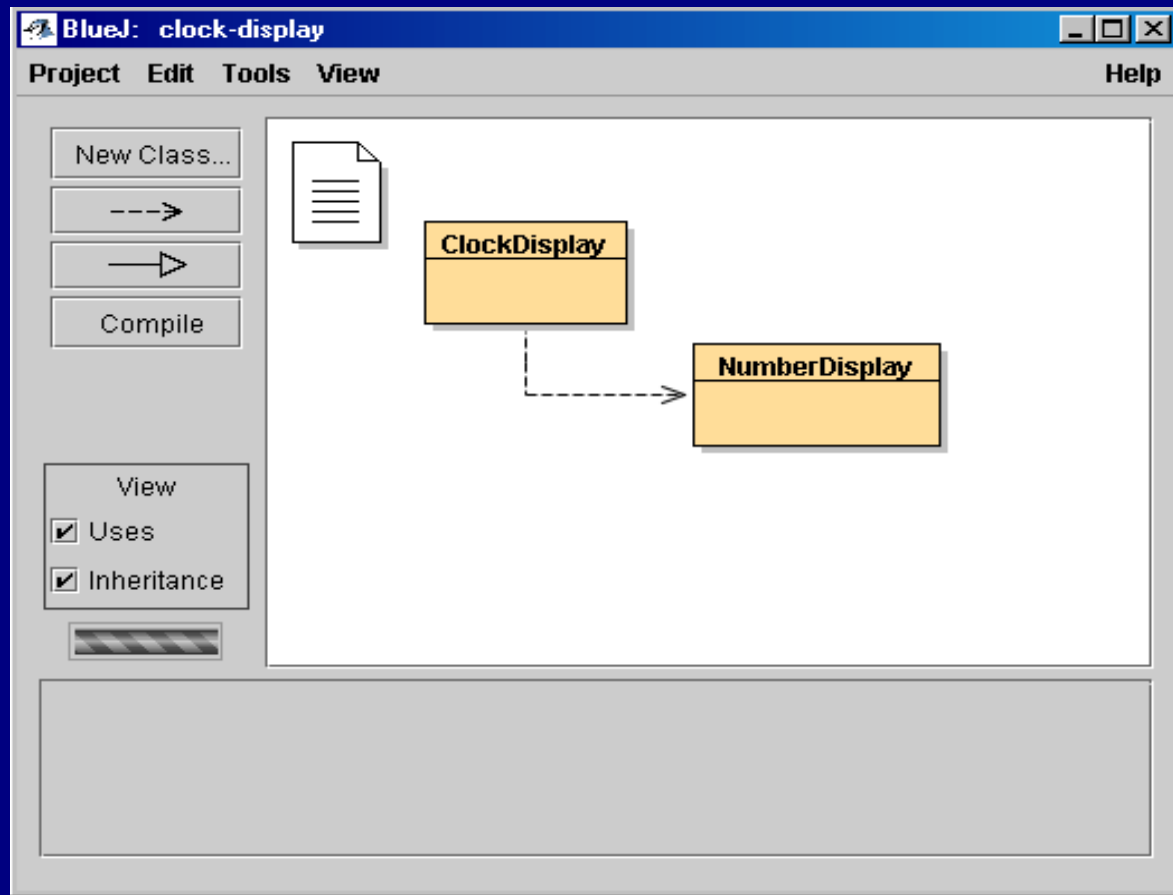 BlueJ: clock-display
Project Edit Tools View Help
New Class...
Compile
View
Uses
Inheritance
ClockDisplay
NumberDisplay